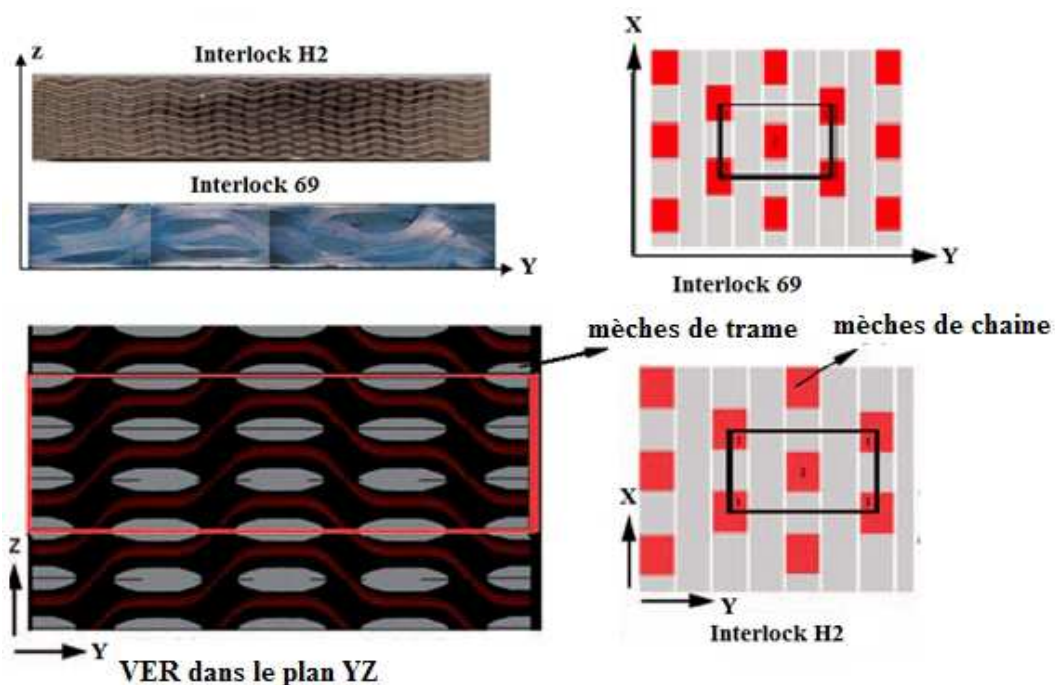 Interlock H2
Z
Interlock 69
Y
X
Y
Interlock 69
mèches de trame
mèches de chaine
Z
Y
VER dans le plan YZ
X
Y
Interlock H2